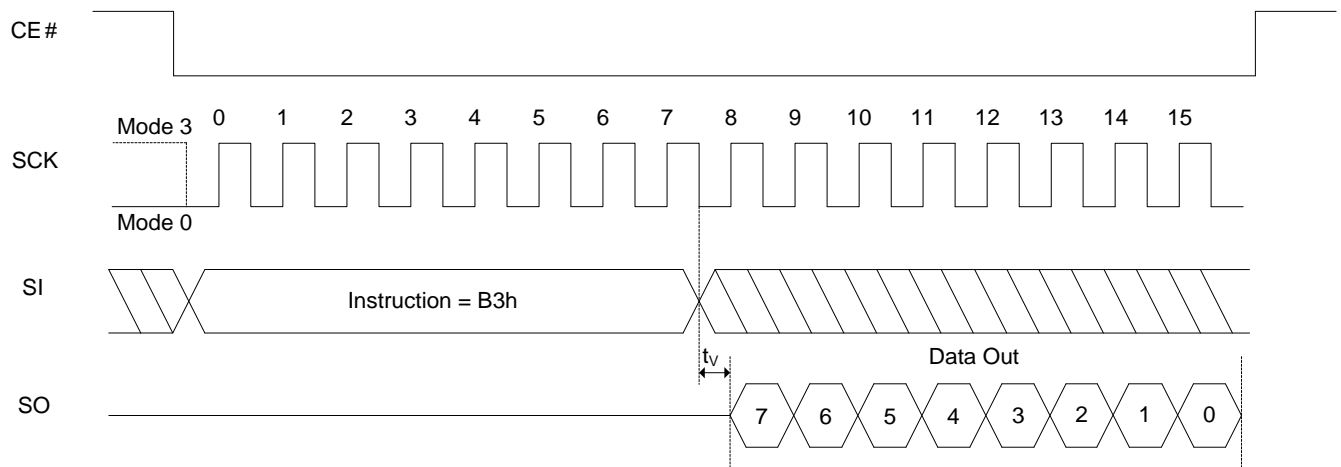 CE#
Mode 3
0 1 2 3 4 5 6 7 8 9 10 11 12 13 14 15
SCK
Mode 0
SI
Instruction = B3h
tV
Data Out
SO
7 6 5 4 3 2 1 0